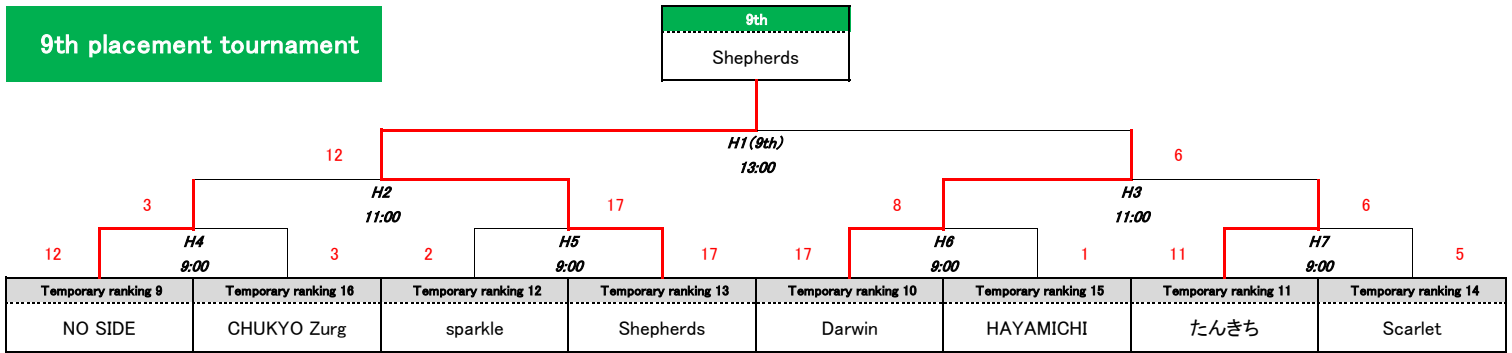 9th
9th placement tournament
Shepherds
H1(9th)
12
6
13:00
H2
H3
3
17
8
6
11:00
11:00
H4
H5
H6
H7
12
3
2
17
17
1
11
5
9:00
9:00
9:00
9:00
Temporary ranking 9
Temporary ranking 16
Temporary ranking 12
Temporary ranking 13
Temporary ranking 10
Temporary ranking 15
Temporary ranking 11
Temporary ranking 14
NO SIDE
CHUKYO Zurg
sparkle
Shepherds
Darwin
HAYAMICHI
たんきち
Scarlet